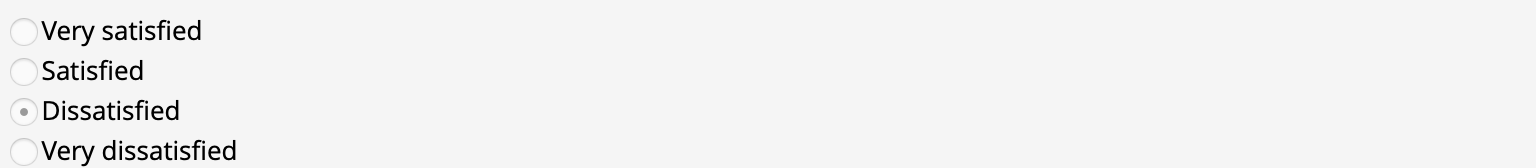 Very satisfied
Satisfied
Dissatisfied
Very dissatisfied